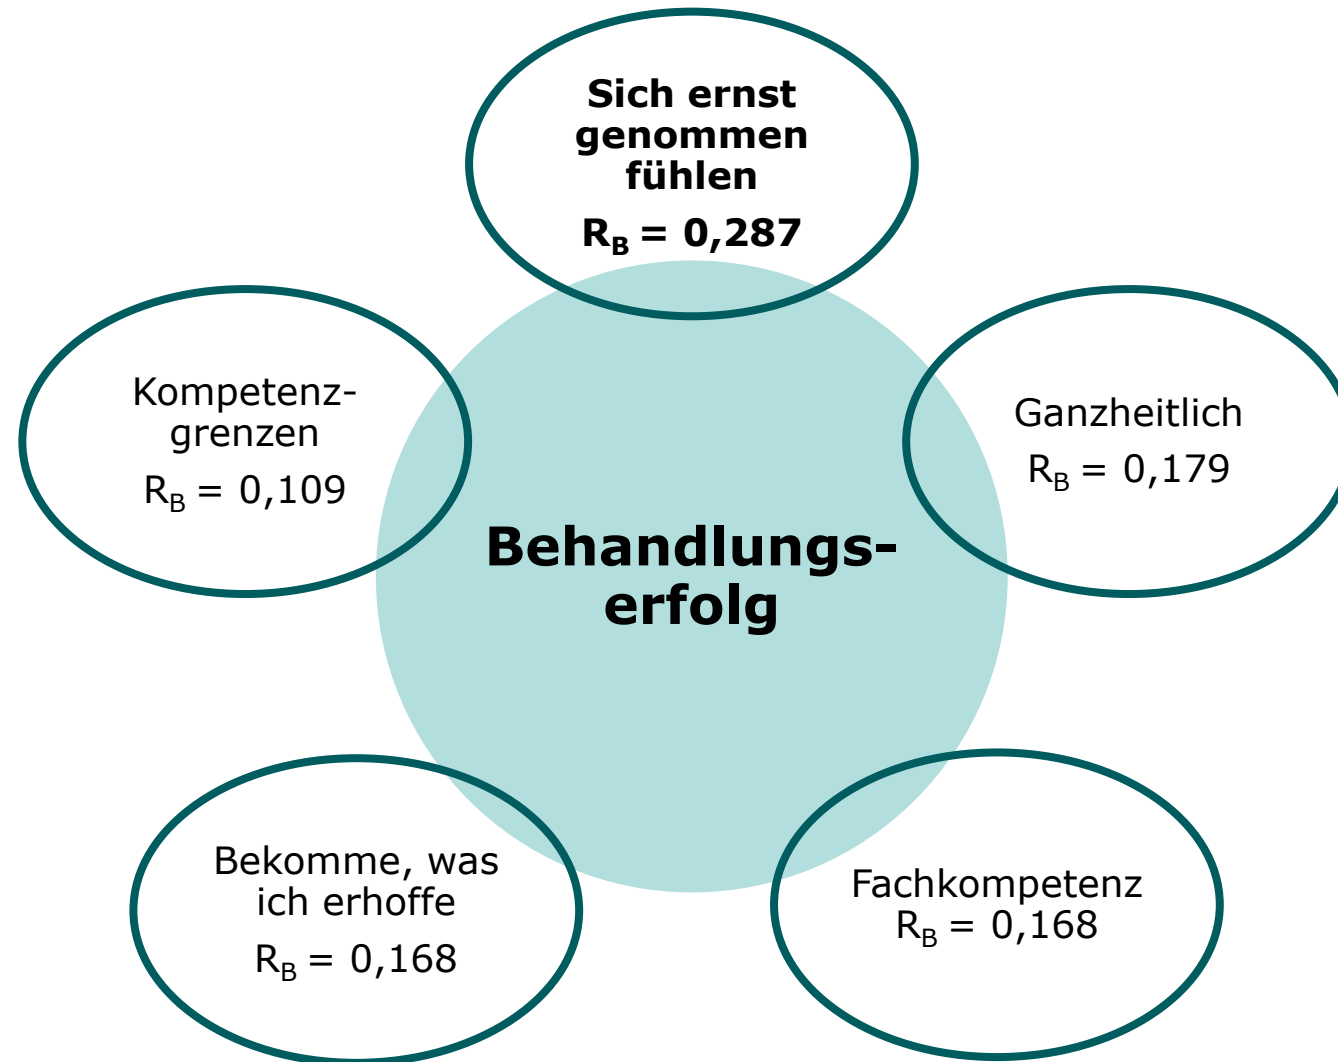 Sich ernst
genommen
fühlen
R_B = 0,287
Kompetenz-
grenzen
R_B = 0,109
Ganzheitlich
R_B = 0,179
Behandlungs-
erfolg
Bekomme, was
ich erhoffe
R_B = 0,168
Fachkompetenz
R_B = 0,168